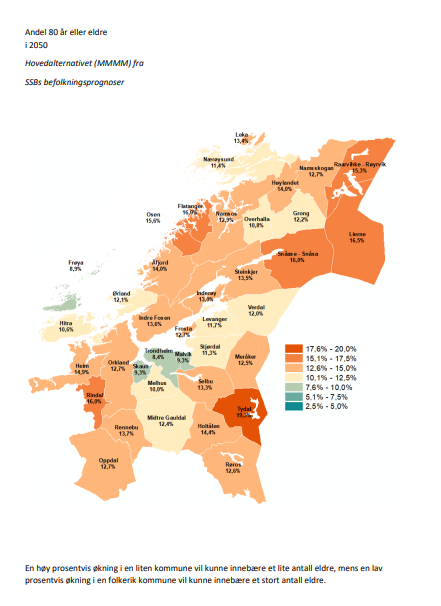 Andel 80 år eller eldre
i 2050
Hovedalternativet (MMMM) fra
SSBs befolkningsprognoser
Leka
13,4%
Nærøysund
11,4%
Namsskogan
12,7%
Raarvihke - Røyrvik
15,3%
Høylandet
14,0%
Flatanger
16,0%
Osen
15,0%
Namsos
12,9%
Overhalla
10,8%
Grong
12,2%
Lierne
16,5%
Snåase - Snåsa
16,8%
Frøya
8,9%
Åfjord
14,0%
Steinkjer
13,5%
Ørland
12,1%
Inderøy
13,0%
Verdal
12,0%
Hitra
10,6%
Indre Fosen
13,6%
Levanger
11,7%
Frosta
12,7%
Stjørdal
11,3%
Trondheim
8,4%
Malvik
9,3%
Meråker
12,5%
Heim
14,9%
Orkland
12,7%
Skaun
9,3%
Melhus
10,0%
Selbu
13,3%
Rindal
16,0%
Tydal
Midtre Gauldal
12,4%
Rennebu
13,7%
Holtålen
14,4%
Oppdal
12,7%
Røros
12,6%
17,6% - 20,0%
15,1% - 17,5%
12,6% - 15,0%
10,1% - 12,5%
7,6% - 10,0%
5,1% - 7,5%
2,5% - 5,0%
En høy prosentvis økning i en liten kommune vil kunne innebære et lite antall eldre, mens en lav
prosentvis økning i en folkerik kommune vil kunne innebære et stort antall eldre.